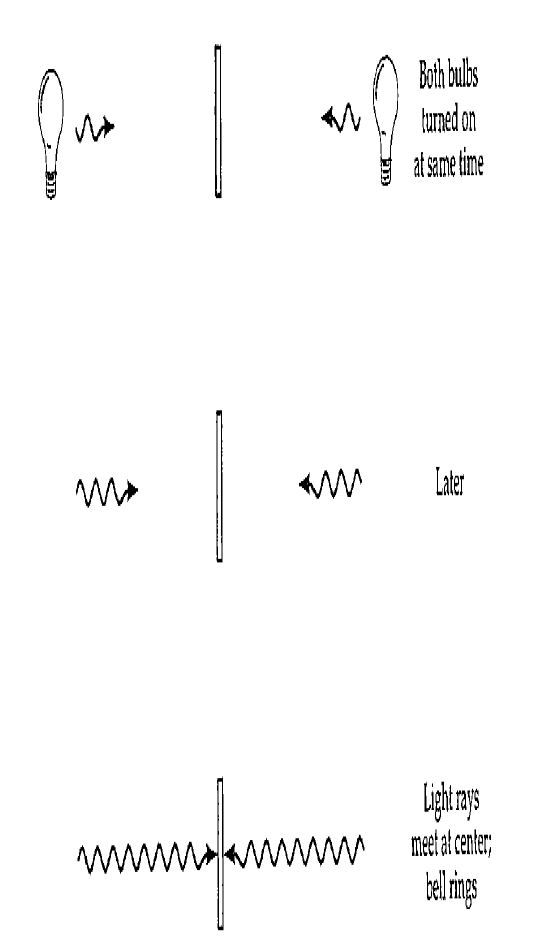 Both bulbs
turned on
at same time
Later
Light rays
meet at center;
bell rings